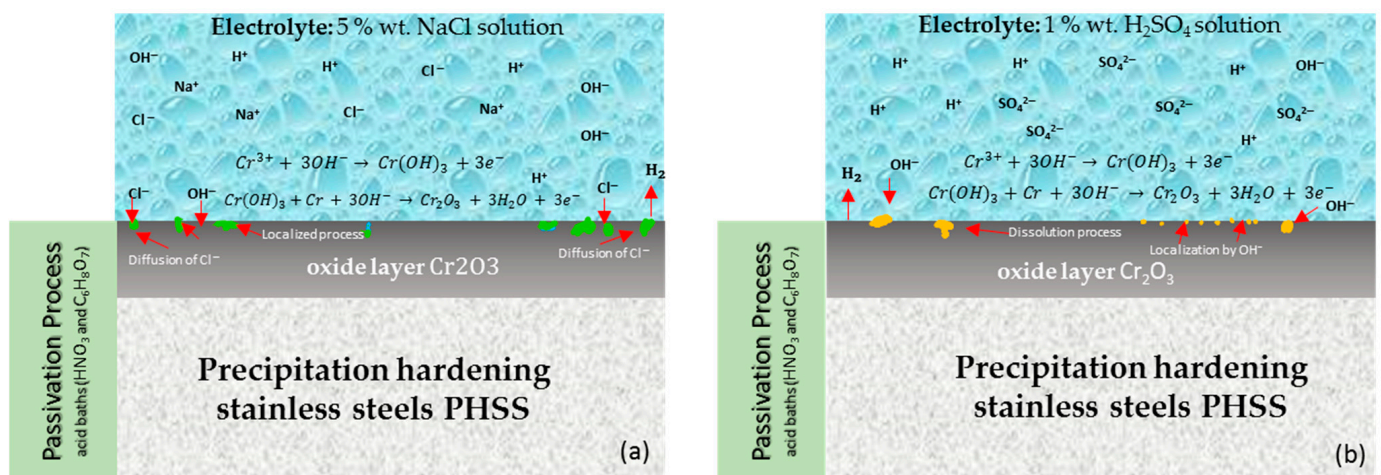 Electrolyte: 5 % wt. NaCl solution
OH⁻ H⁺ H⁺ Cl⁻ H⁺
Na⁺ OH⁻
Cl⁻ Na⁺ Cl⁻ Na⁺
OH⁻
Cr³⁺ + 3OH⁻ → Cr(OH)₃ + 3e⁻
H⁺ H₂
Cl⁻ OH⁻ Cr(OH)₃ + Cr + 3OH⁻ → Cr₂O₃ + 3H₂O + 3e⁻ Cl⁻
Localized process
Diffusion of Cl⁻ Diffusion of Cl⁻
oxide layer Cr2O3
Precipitation hardening
stainless steels PHSS
Passivation Process
acid baths (HNO₃ and C₆H₈O₇)
(a)
Electrolyte: 1 % wt. H₂SO₄ solution
H⁺ H⁺ SO₄²⁻ H⁺ OH⁻
H⁺ H⁺ SO₄²⁻ SO₄²⁻ SO₄²⁻
SO₄²⁻ H⁺
Cr³⁺ + 3OH⁻ → Cr(OH)₃ + 3e⁻
H₂ OH⁻
Cr(OH)₃ + Cr + 3OH⁻ → Cr₂O₃ + 3H₂O + 3e⁻
OH⁻
Dissolution process
Localization by OH⁻
oxide layer Cr₂O₃
Precipitation hardening
stainless steels PHSS
Passivation Process
acid baths (HNO₃ and C₆H₈O₇)
(b)